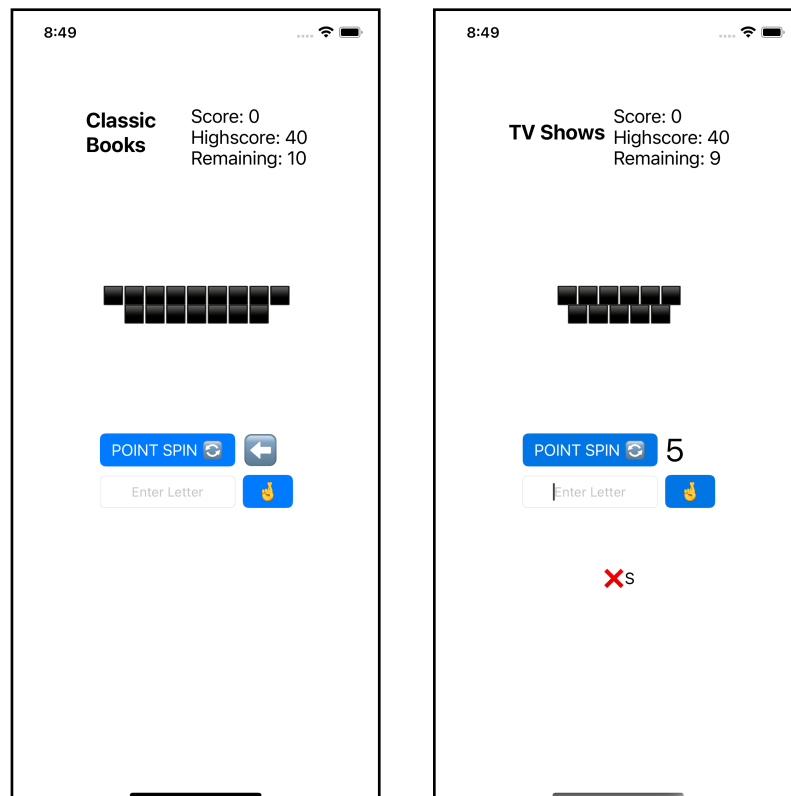 8:49
Classic
Books
Score: 0
Highscore: 40
Remaining: 10
POINT SPIN
Enter Letter
8:49
TV Shows
Score: 0
Highscore: 40
Remaining: 9
POINT SPIN
5
Enter Letter
❌S